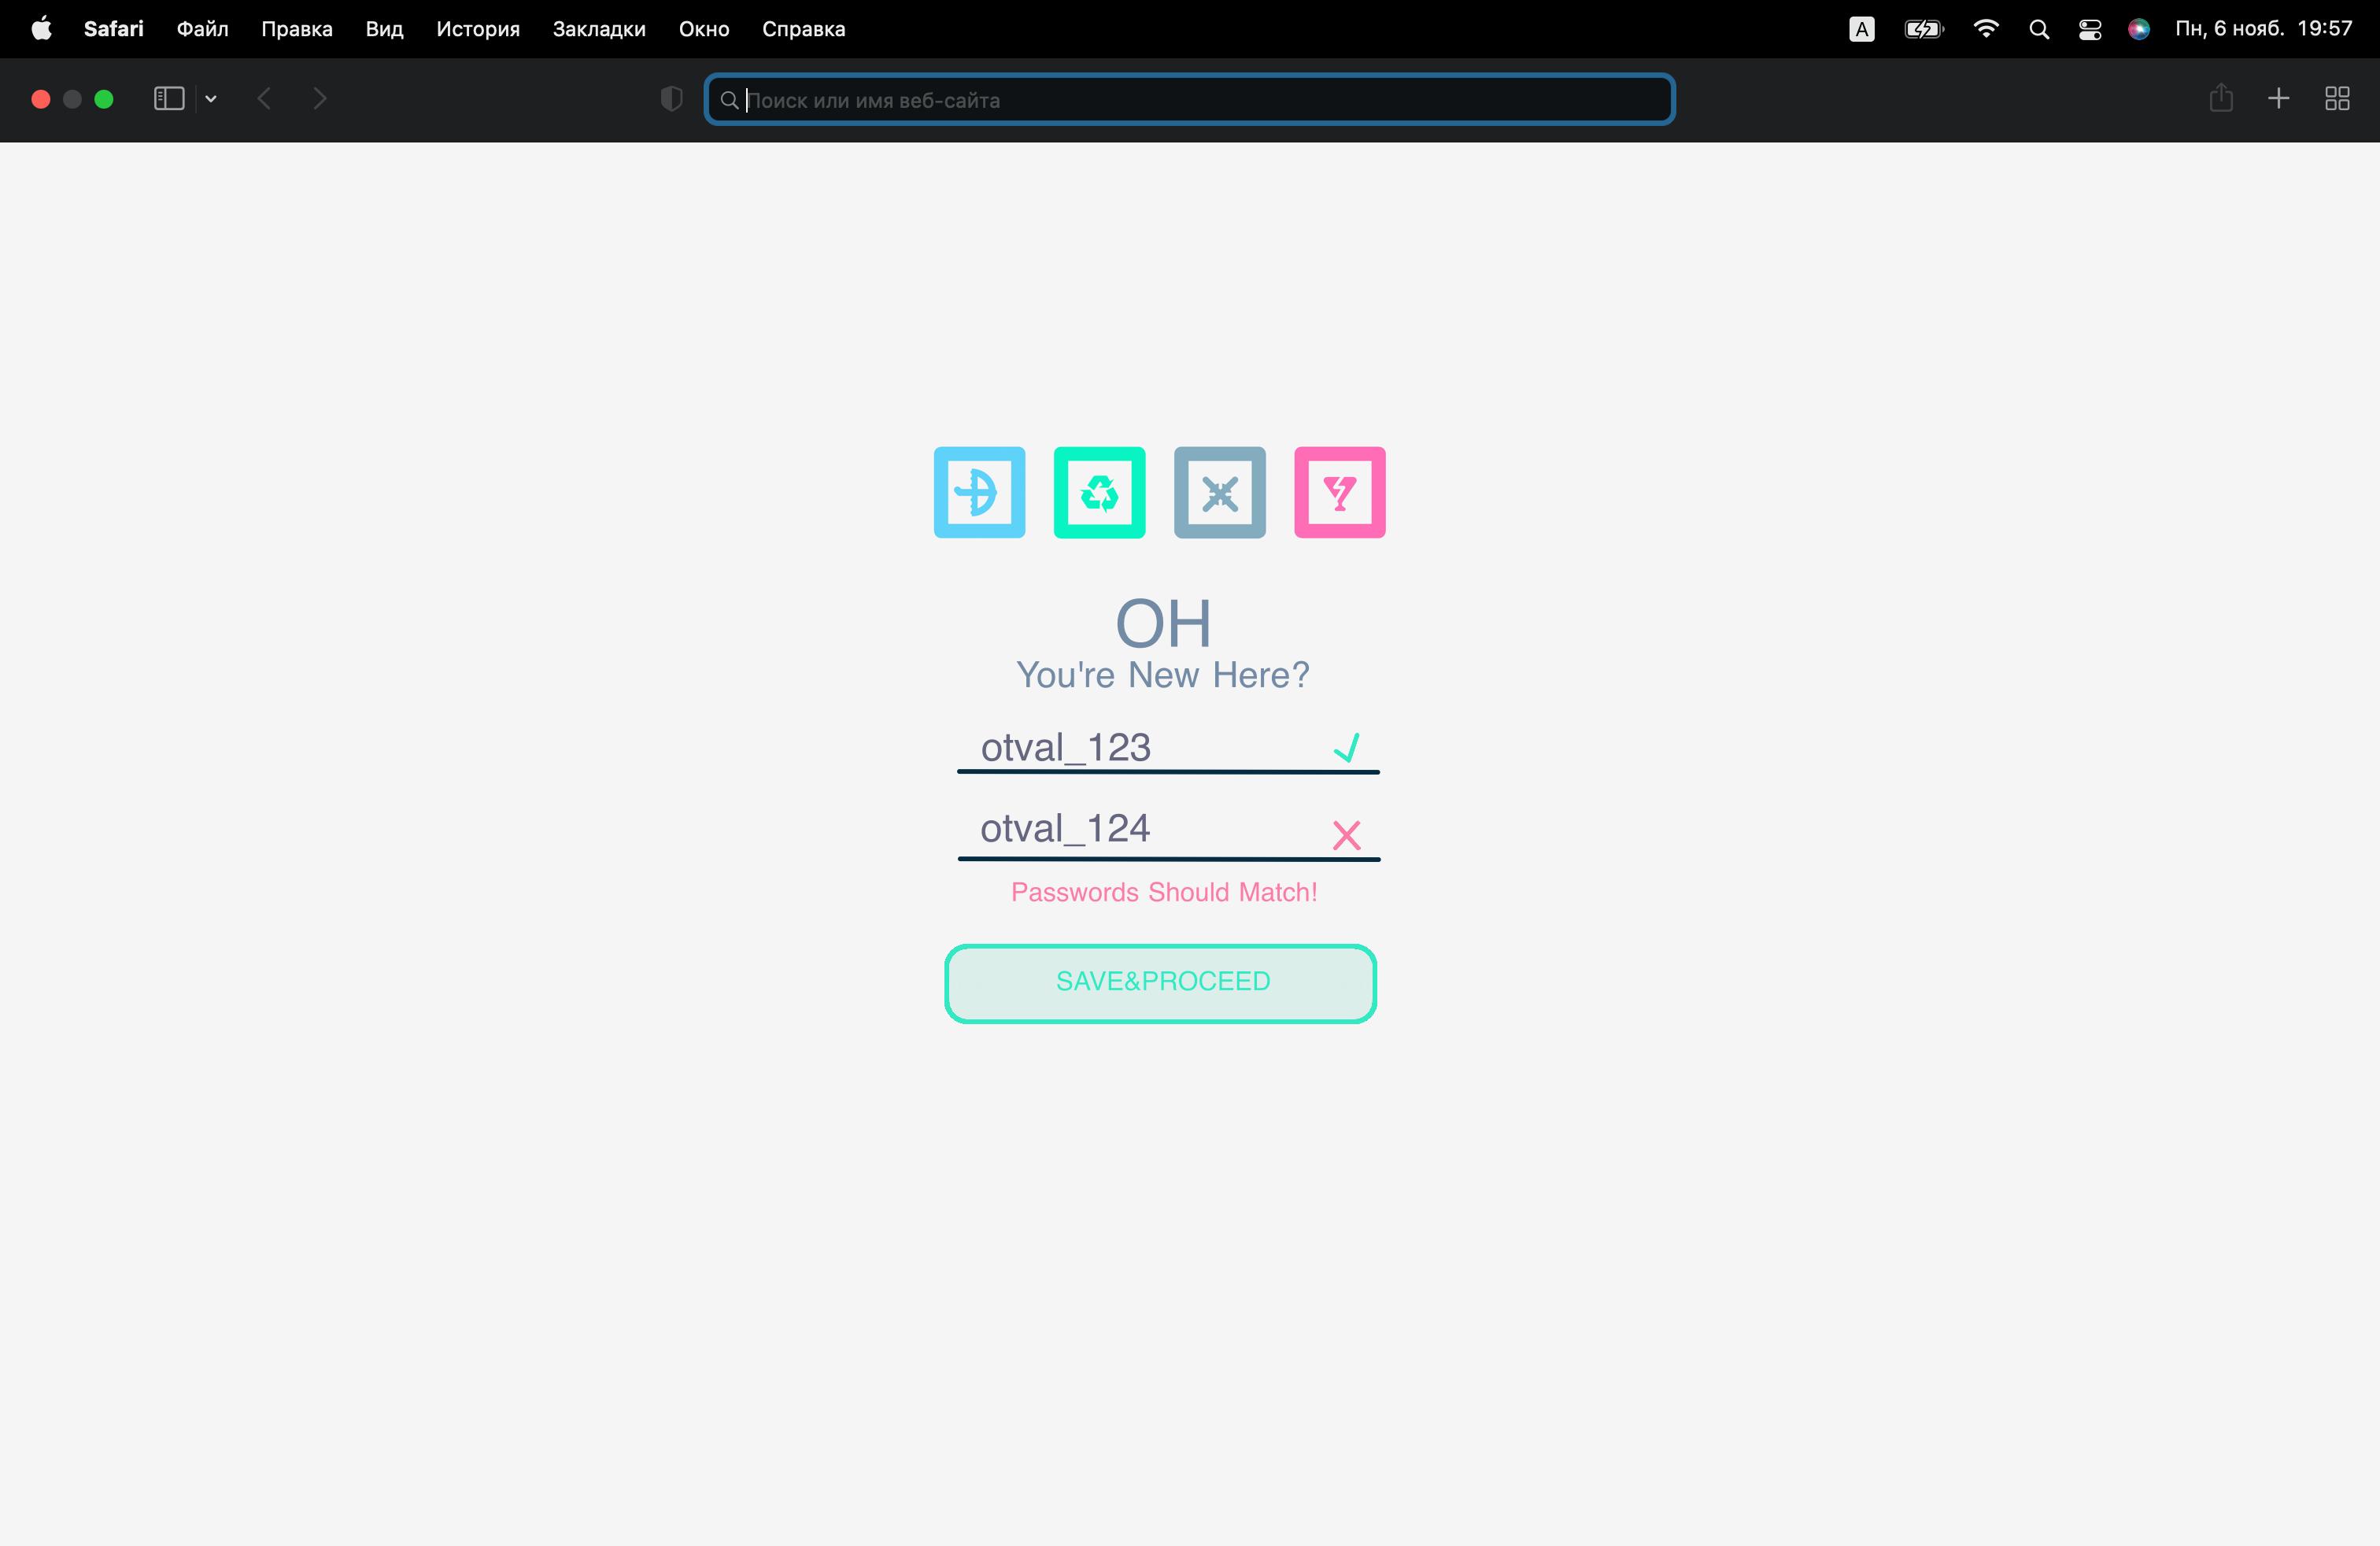 Safari Файл Правка Вид История Закладки Окно Справка A Пн, 6 нояб. 19:57
Поиск или имя веб-сайта
OH
You're New Here?
otval_123
otval_124
Passwords Should Match!
SAVE&PROCEED